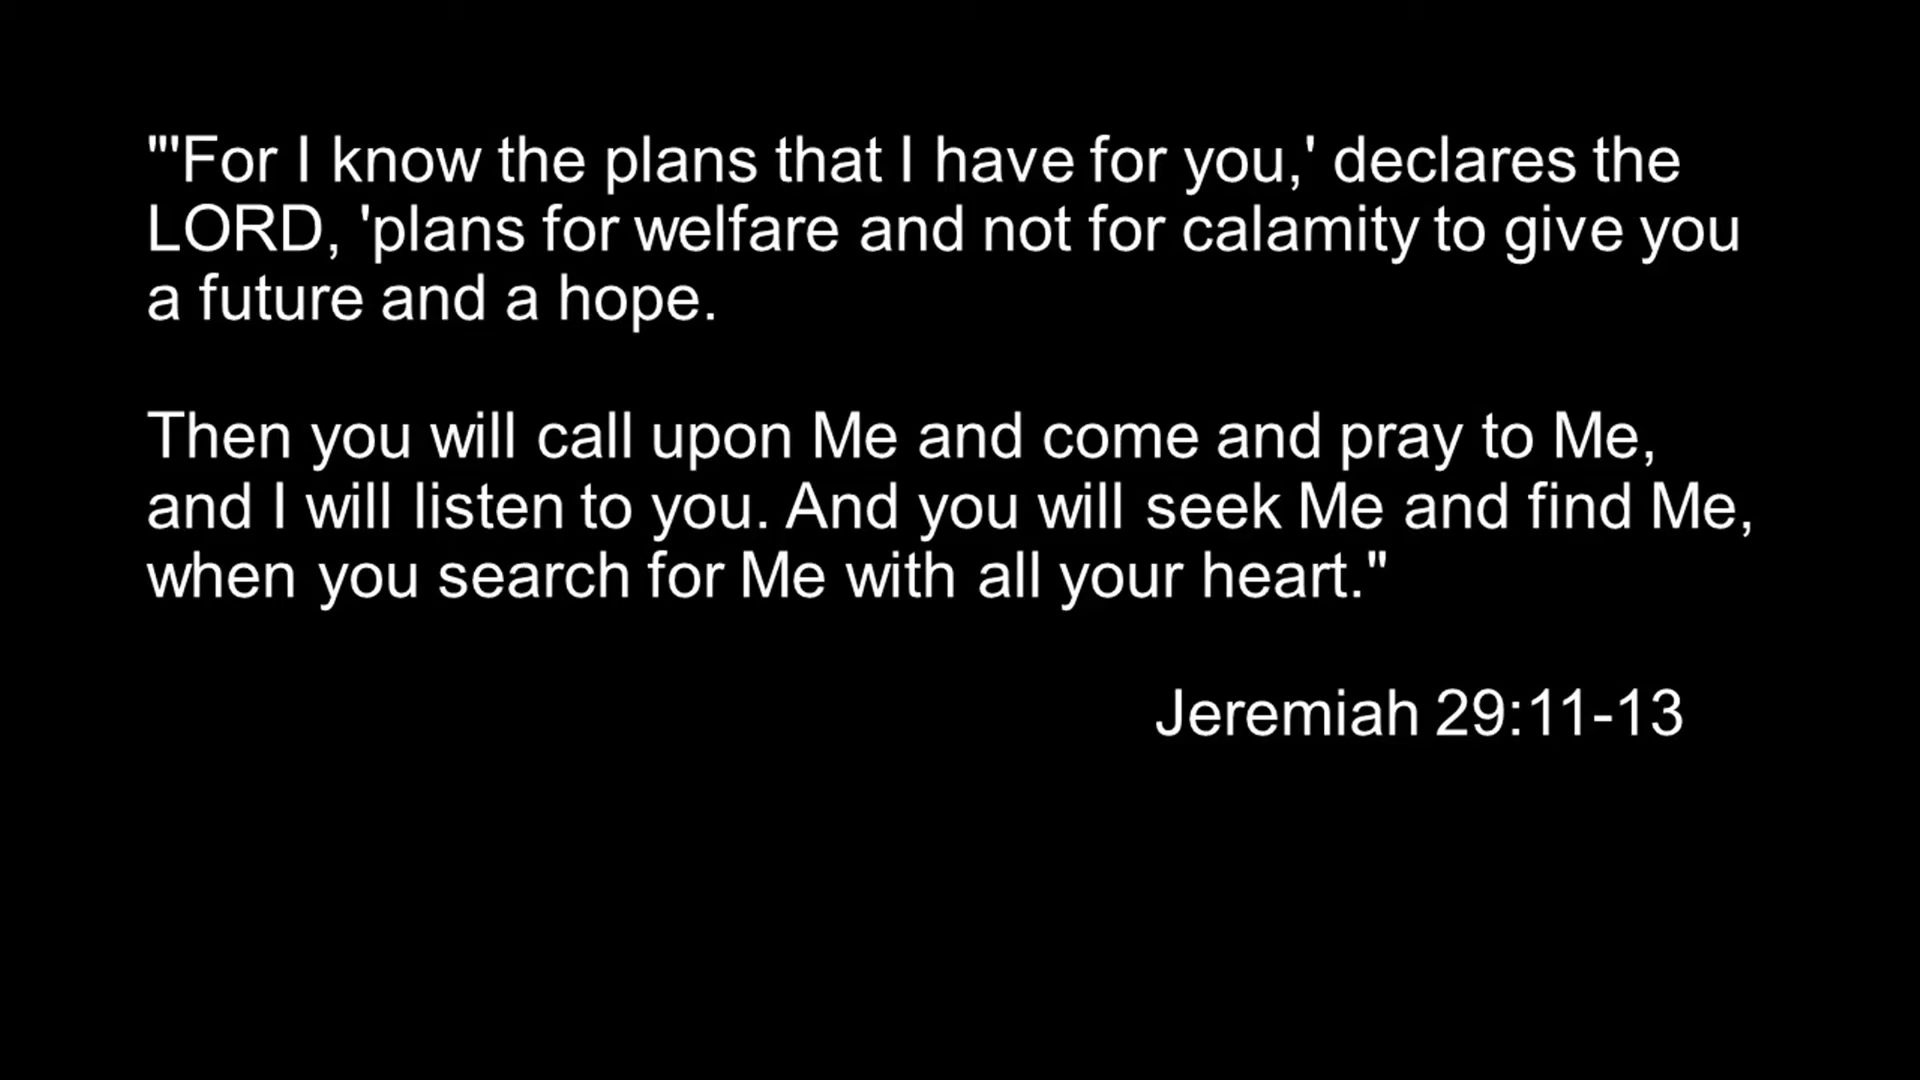 "'For I know the plans that I have for you,' declares the
LORD, 'plans for welfare and not for calamity to give you
a future and a hope.
Then you will call upon Me and come and pray to Me,
and I will listen to you. And you will seek Me and find Me,
when you search for Me with all your heart."
Jeremiah 29:11-13